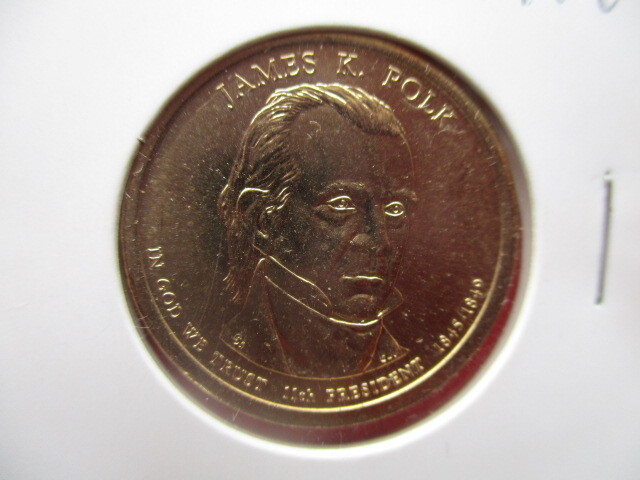 JAMES K. POLK
IN GOD WE TRUST 11th PRESIDENT 1845-1849